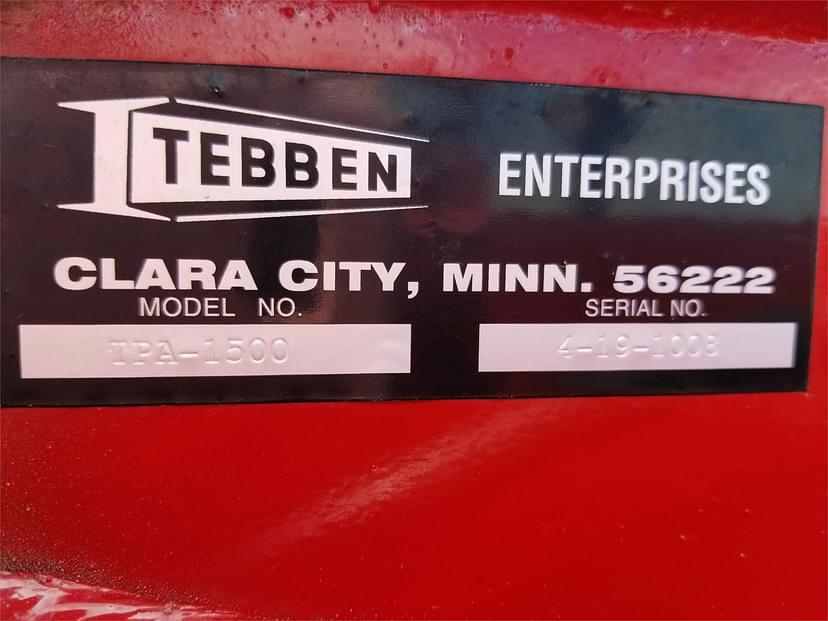 TEBBEN ENTERPRISES
CLARA CITY, MINN. 56222
MODEL NO. SERIAL NO.
TPA-1500 4-19-1008